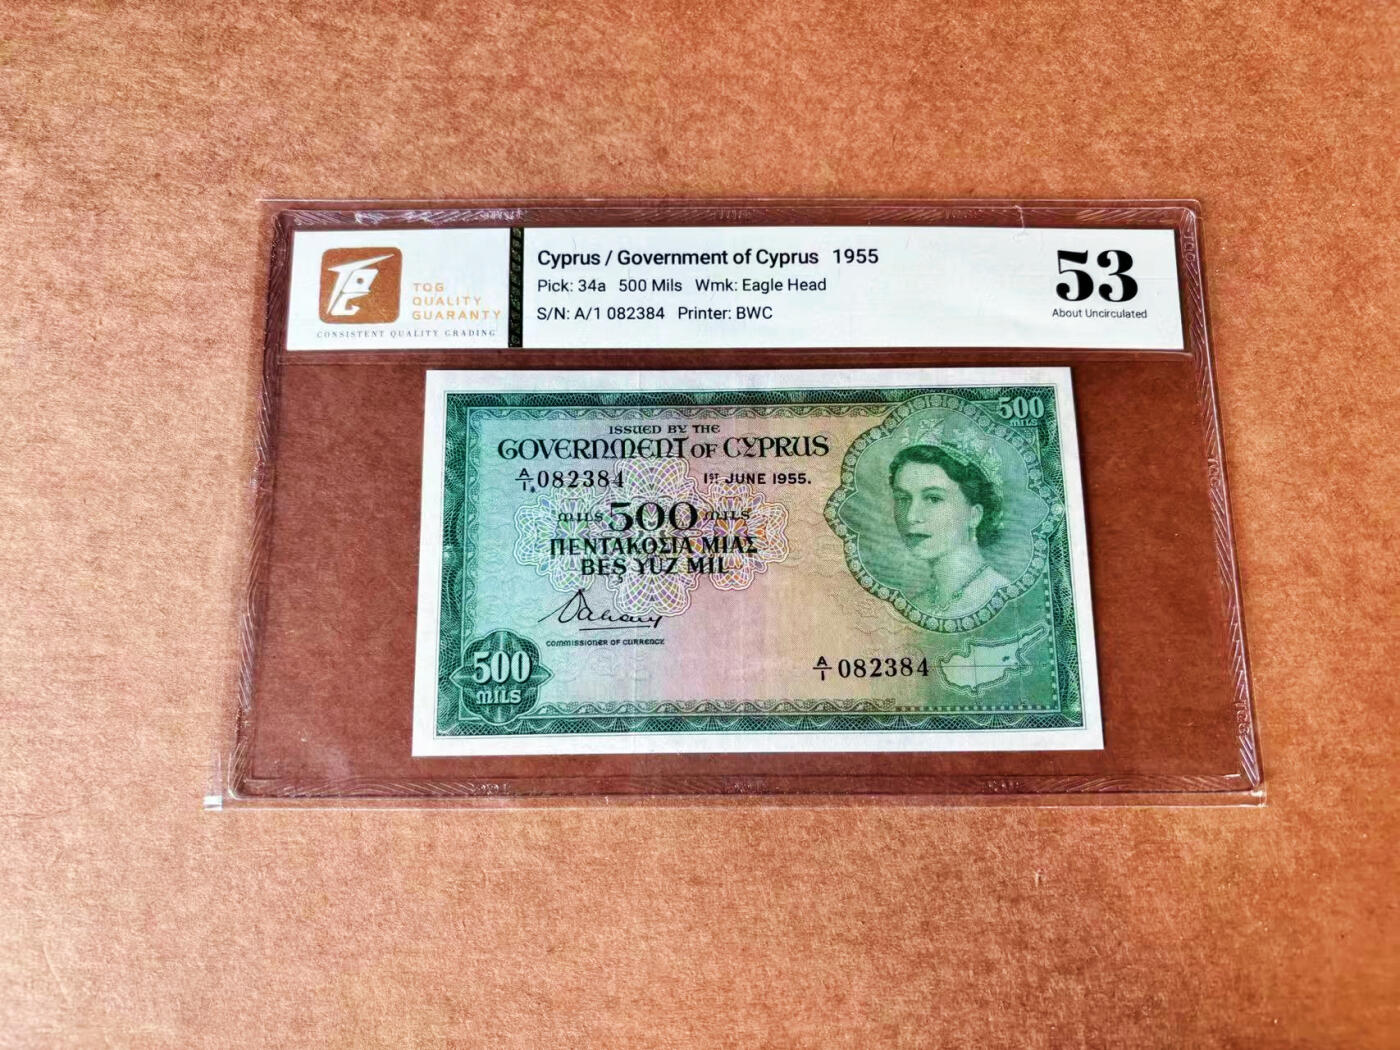 TQG
QUALITY
GUARANTY
CONSISTENT QUALITY GRADING
Cyprus / Government of Cyprus 1955
Pick: 34a 500 Mils Wmk: Eagle Head
S/N: A/1 082384 Printer: BWC
53
About Uncirculated
500
MILS
ISSUED BY THE
GOVERNMENT OF CYPRUS
A/1 082384
1ST JUNE 1955.
MILS 500 MILS
ΠΕΝΤΑΚΟΣΙΑ ΜΙΛΣ
BEŞ YÜZ MİL
COMMISSIONER OF CURRENCY
500
MILS
A/1 082384